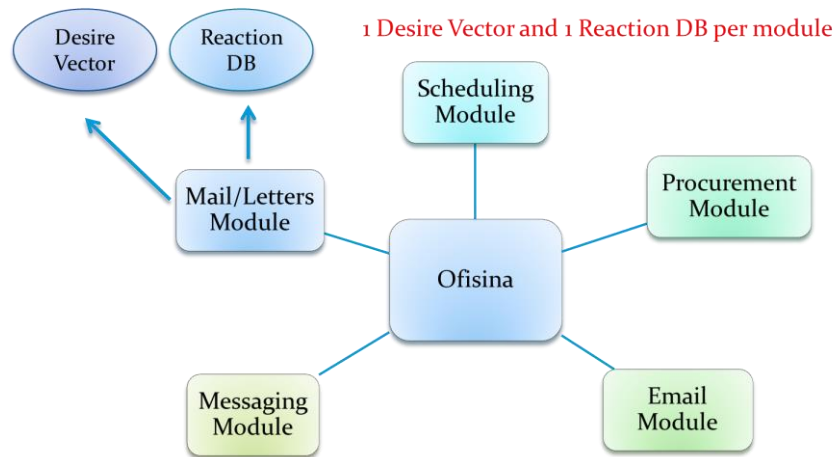 Desire
Vector
Reaction
DB
1 Desire Vector and 1 Reaction DB per module
Scheduling
Module
Mail/Letters
Module
Procurement
Module
Ofisina
Messaging
Module
Email
Module